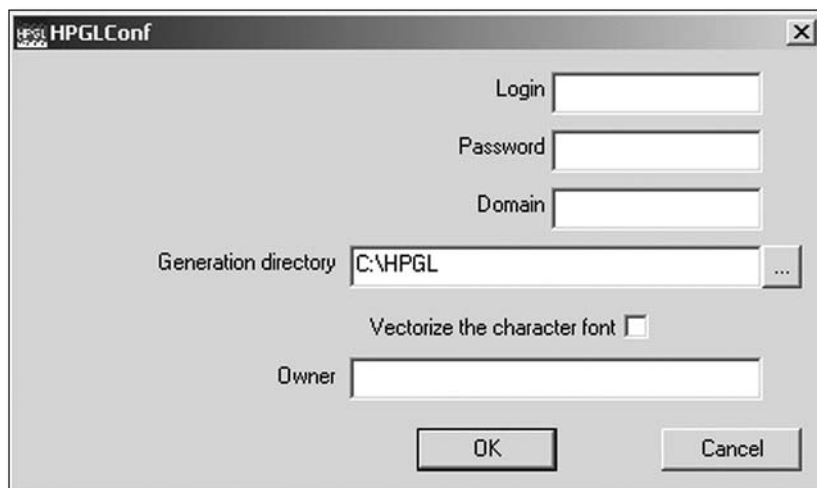 HPGLConf
Login
Password
Domain
Generation directory C:\HPGL ...
Vectorize the character font
Owner
OK Cancel